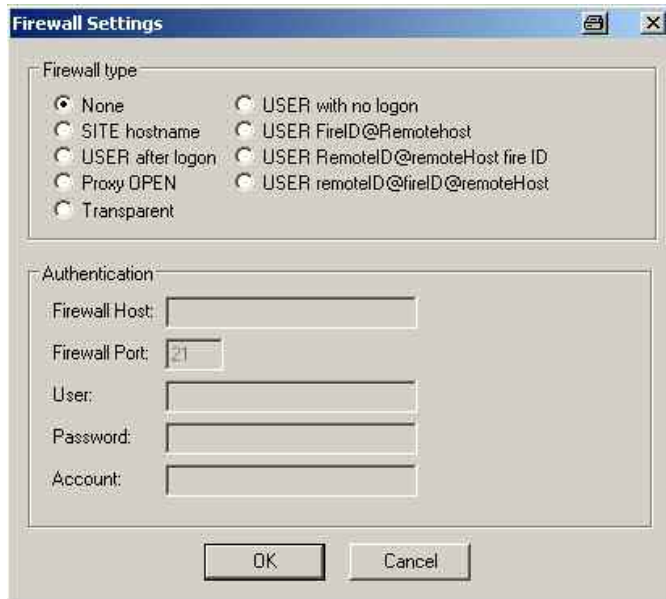 Firewall Settings
Firewall type
None
SITE hostname
USER after logon
Proxy OPEN
Transparent
USER with no logon
USER FireID@Remotehost
USER RemoteID@remoteHost fire ID
USER remoteID@fireID@remoteHost
Authentication
Firewall Host:
Firewall Port: 21
User:
Password:
Account:
OK Cancel